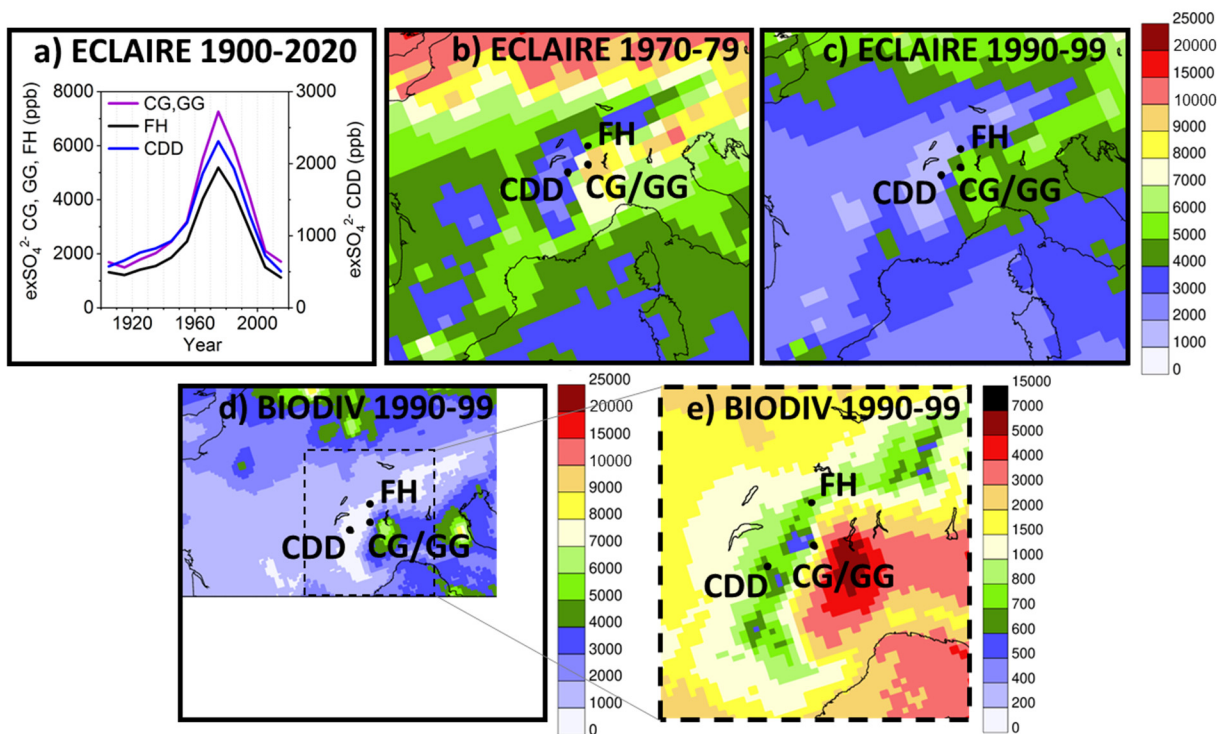 a) ECLAIRE 1900-2020
8000
6000
4000
2000
0
3000
2000
1000
0
exSO₄²⁻ CG, GG, FH (ppb)
exSO₄²⁻ CDD (ppb)
CG,GG
FH
CDD
1920 1960 2000
Year
b) ECLAIRE 1970-79
FH
CDD CG/GG
c) ECLAIRE 1990-99
FH
CDD CG/GG
25000
20000
15000
10000
9000
8000
7000
6000
5000
4000
3000
2000
1000
0
d) BIODIV 1990-99
FH
CDD CG/GG
25000
20000
15000
10000
9000
8000
7000
6000
5000
4000
3000
2000
1000
0
e) BIODIV 1990-99
FH
CG/GG
CDD
15000
7000
5000
4000
3000
2000
1500
1000
800
700
600
400
200
0